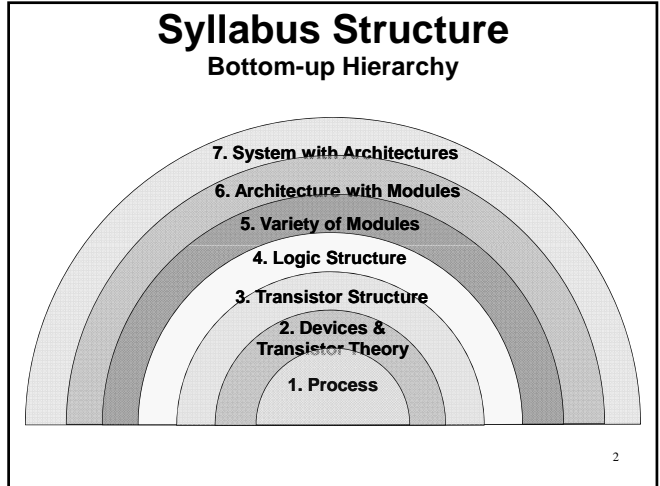 Syllabus Structure
Bottom-up Hierarchy
7. System with Architectures
6. Architecture with Modules
5. Variety of Modules
4. Logic Structure
3. Transistor Structure
2. Devices &
Transistor Theory
1. Process
2